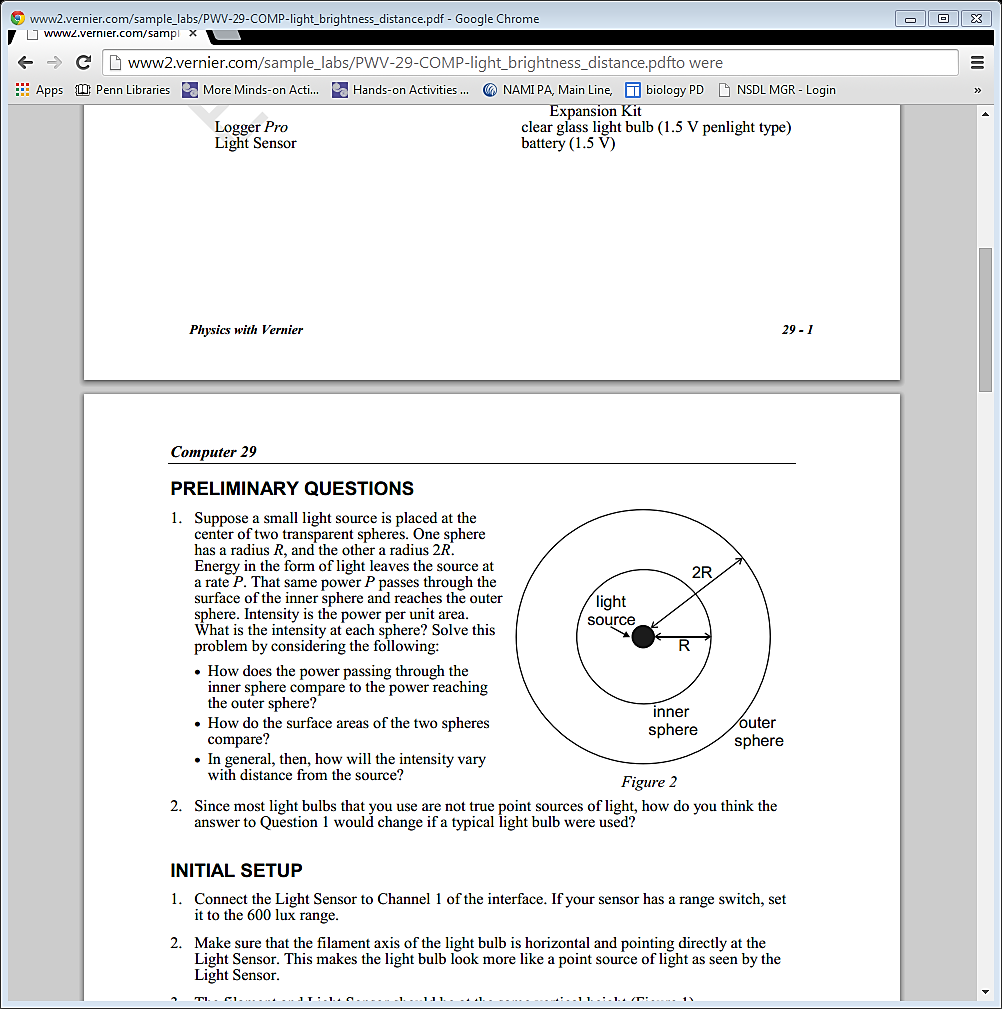 www2.vernier.com/sample_labs/PWV-29-COMP-light_brightness_distance.pdf - Google Chrome
www2.vernier.com/sampl
www2.vernier.com/sample_labs/PWV-29-COMP-light_brightness_distance.pdfto were
Apps Penn Libraries More Minds-on Acti... Hands-on Activities ... NAMI PA, Main Line, biology PD NSDL MGR - Login »
Expansion Kit
Logger Pro clear glass light bulb (1.5 V penlight type)
Light Sensor battery (1.5 V)
Physics with Vernier 29 - 1
Computer 29
PRELIMINARY QUESTIONS
1. Suppose a small light source is placed at the
center of two transparent spheres. One sphere
has a radius R, and the other a radius 2R.
Energy in the form of light leaves the source at
a rate P. That same power P passes through the
surface of the inner sphere and reaches the outer
sphere. Intensity is the power per unit area.
What is the intensity at each sphere? Solve this
problem by considering the following:
• How does the power passing through the
inner sphere compare to the power reaching
the outer sphere?
• How do the surface areas of the two spheres
compare?
• In general, then, how will the intensity vary
with distance from the source?
2R
light
source
R
inner
sphere
outer
sphere
Figure 2
2. Since most light bulbs that you use are not true point sources of light, how do you think the
answer to Question 1 would change if a typical light bulb were used?
INITIAL SETUP
1. Connect the Light Sensor to Channel 1 of the interface. If your sensor has a range switch, set
it to the 600 lux range.
2. Make sure that the filament axis of the light bulb is horizontal and pointing directly at the
Light Sensor. This makes the light bulb look more like a point source of light as seen by the
Light Sensor.
3. The filament and Light Sensor should be at the same vertical height (Figure 1).